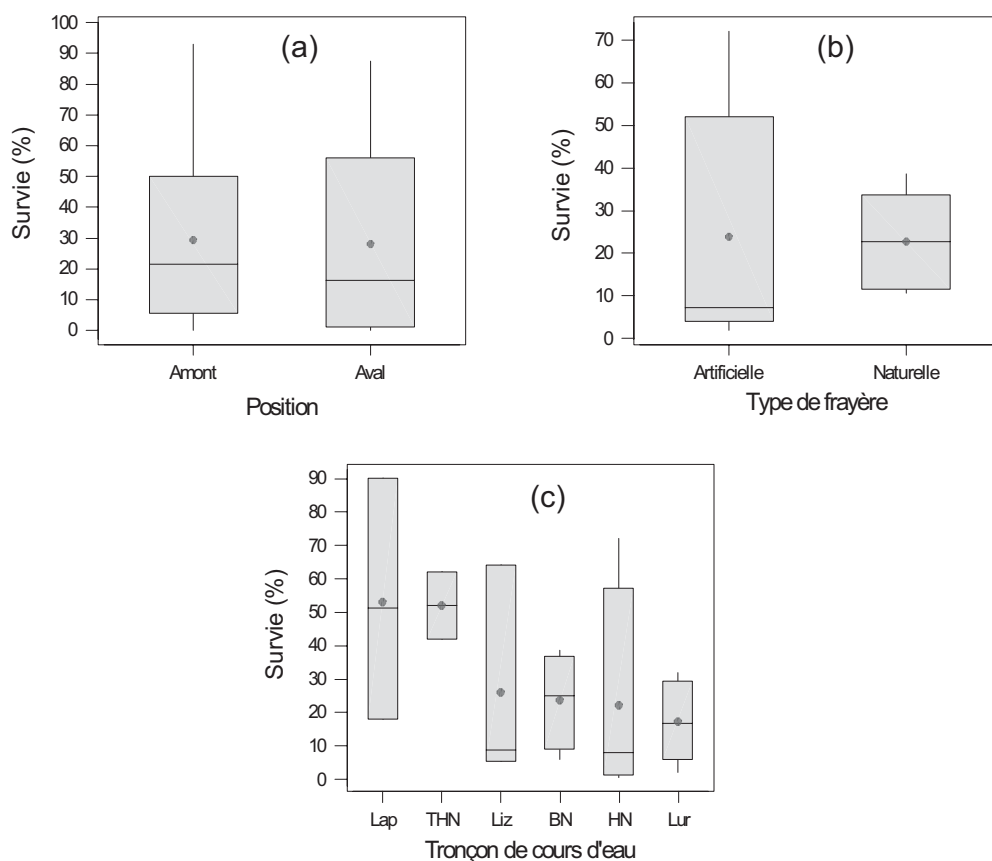 (a)
Survie (%)
100
90
80
70
60
50
40
30
20
10
0
Amont Aval
Position
(b)
Survie (%)
70
60
50
40
30
20
10
0
Artificielle Naturelle
Type de frayère
(c)
Survie (%)
90
80
70
60
50
40
30
20
10
0
Lap THN Liz BN HN Lur
Tronçon de cours d'eau